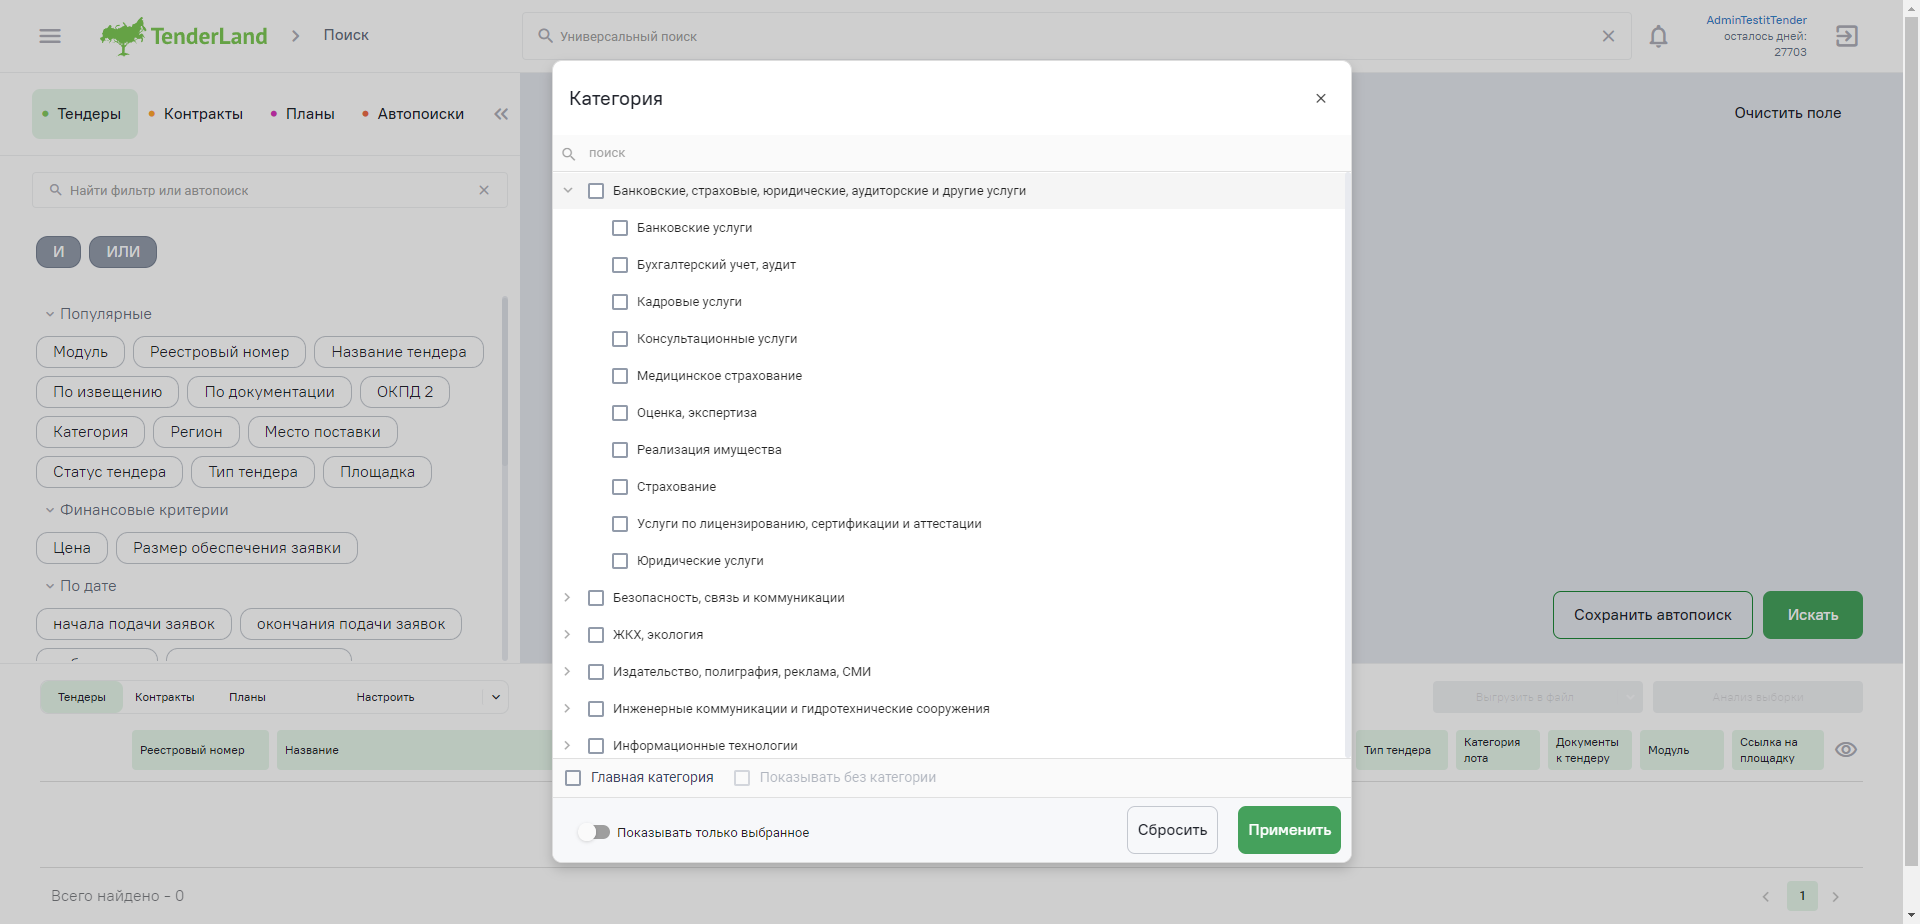 TenderLand
Поиск
Универсальный поиск
AdminTestitTender
осталось дней:
27703
Тендеры
Контракты
Планы
Автопоиски
Очистить поле
Найти фильтр или автопоиск
И
ИЛИ
Популярные
Модуль
Реестровый номер
Название тендера
По извещению
По документации
ОКПД 2
Категория
Регион
Место поставки
Статус тендера
Тип тендера
Площадка
Финансовые критерии
Цена
Размер обеспечения заявки
По дате
начала подачи заявок
окончания подачи заявок
Категория
поиск
Банковские, страховые, юридические, аудиторские и другие услуги
Банковские услуги
Бухгалтерский учет, аудит
Кадровые услуги
Консультационные услуги
Медицинское страхование
Оценка, экспертиза
Реализация имущества
Страхование
Услуги по лицензированию, сертификации и аттестации
Юридические услуги
Безопасность, связь и коммуникации
ЖКХ, экология
Издательство, полиграфия, реклама, СМИ
Инженерные коммуникации и гидротехнические сооружения
Информационные технологии
Главная категория
Показывать без категории
Показывать только выбранное
Сбросить
Применить
Сохранить автопоиск
Искать
Тендеры
Контракты
Планы
Настроить
Выгрузить в файл
Анализ выборки
Реестровый номер
Название
Тип тендера
Категория
лота
Документы
к тендеру
Модуль
Ссылка на
площадку
Всего найдено - 0
1